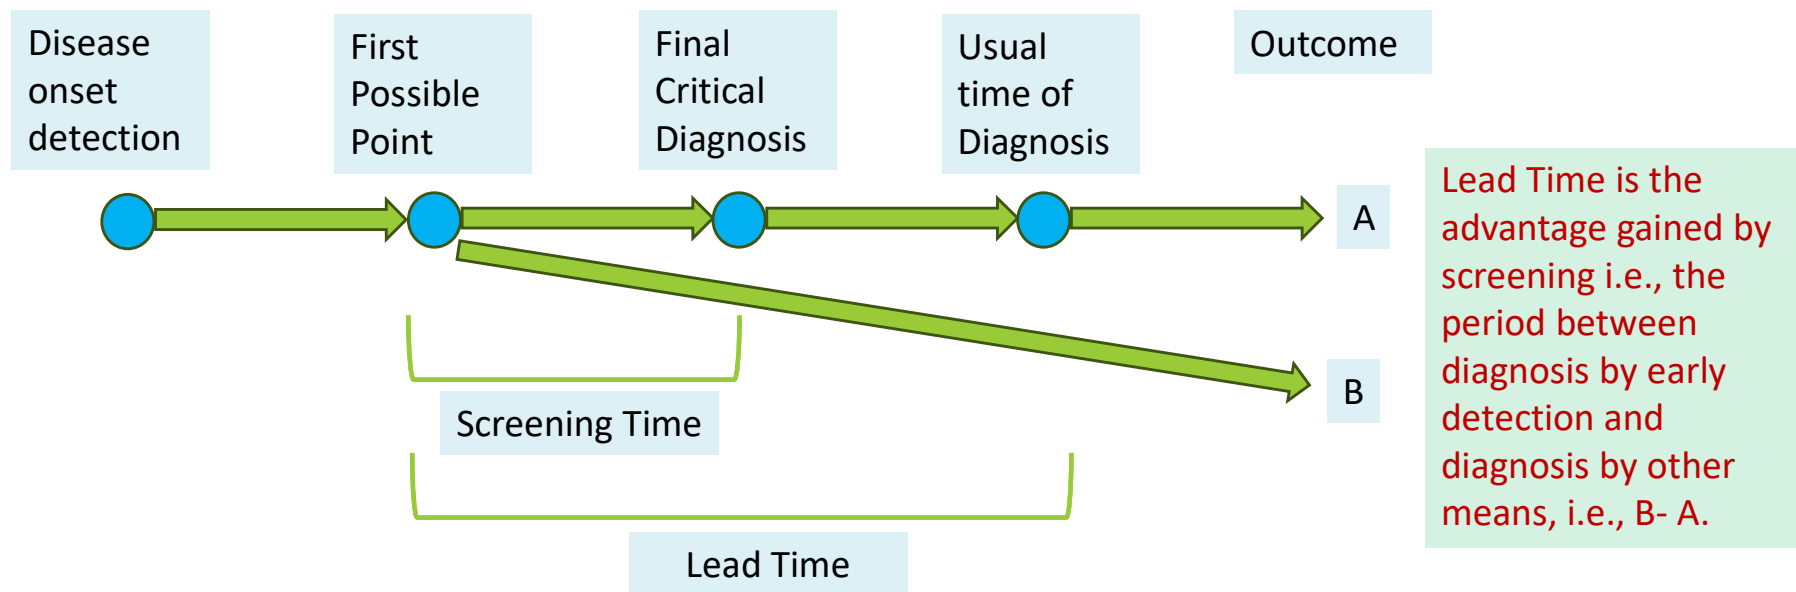 Disease
onset
detection
First
Possible
Point
Final
Critical
Diagnosis
Usual
time of
Diagnosis
Outcome
A
B
Screening Time
Lead Time
Lead Time is the
advantage gained by
screening i.e., the
period between
diagnosis by early
detection and
diagnosis by other
means, i.e., B- A.